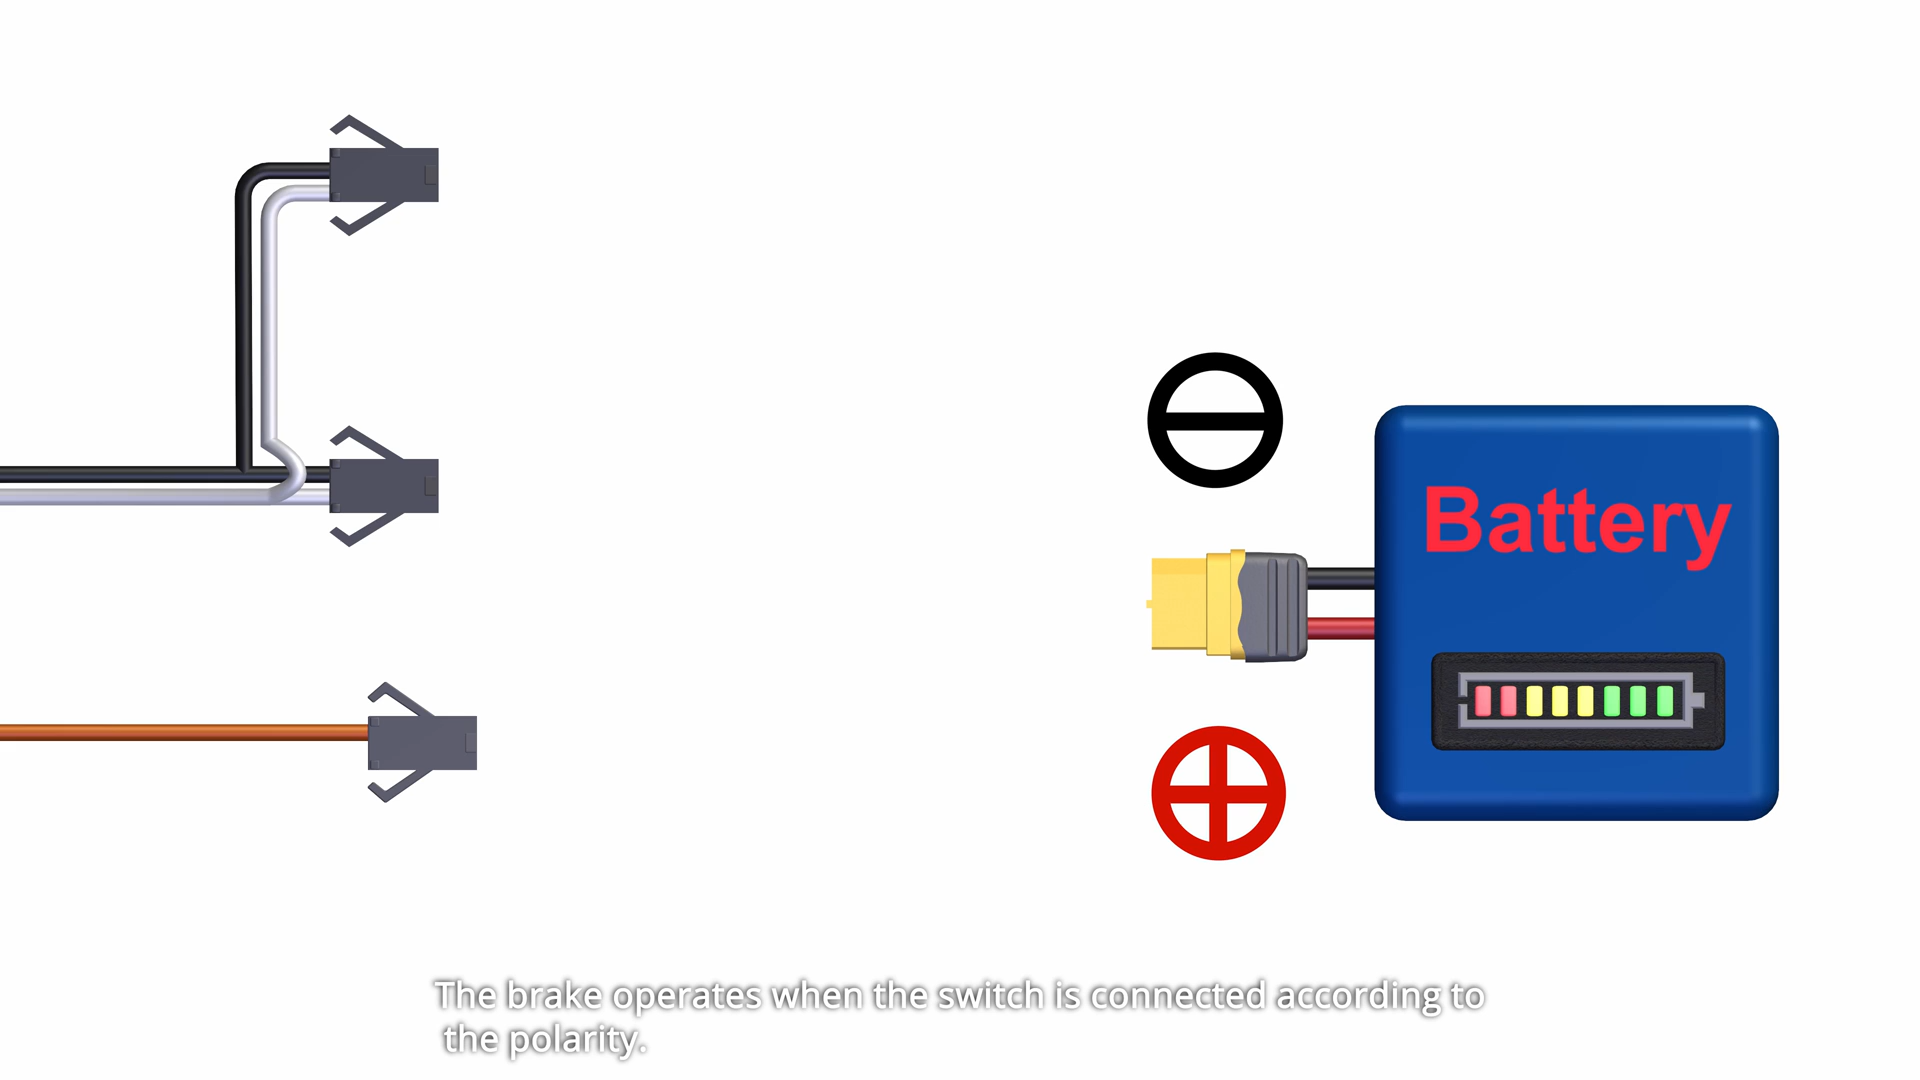 Battery
The brake operates when the switch is connected according to
the polarity.